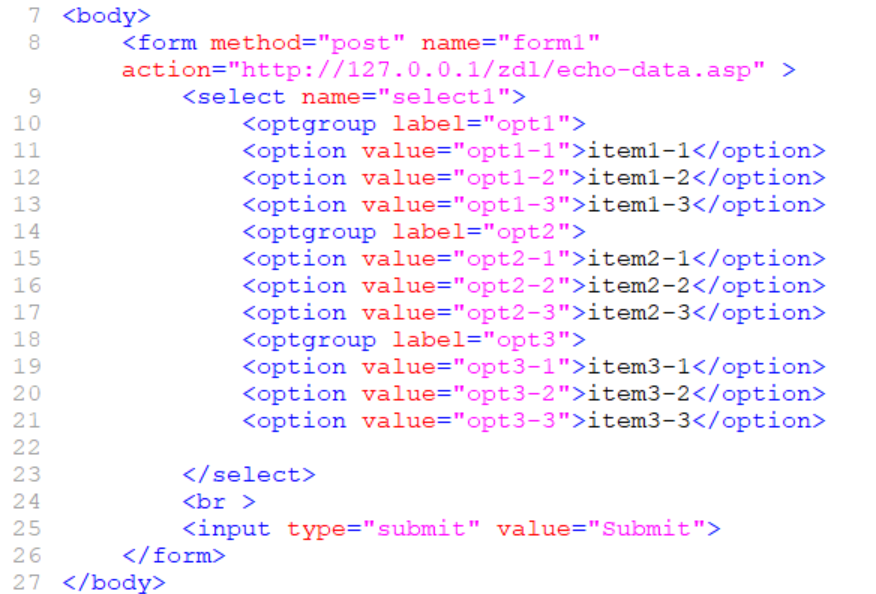 7 <body>
8 <form method="post" name="form1"
action="http://127.0.0.1/zdl/echo-data.asp" >
9 <select name="select1">
10 <optgroup label="opt1">
11 <option value="opt1-1">item1-1</option>
12 <option value="opt1-2">item1-2</option>
13 <option value="opt1-3">item1-3</option>
14 <optgroup label="opt2">
15 <option value="opt2-1">item2-1</option>
16 <option value="opt2-2">item2-2</option>
17 <option value="opt2-3">item2-3</option>
18 <optgroup label="opt3">
19 <option value="opt3-1">item3-1</option>
20 <option value="opt3-2">item3-2</option>
21 <option value="opt3-3">item3-3</option>
22
23 </select>
24 <br >
25 <input type="submit" value="Submit">
26 </form>
27 </body>